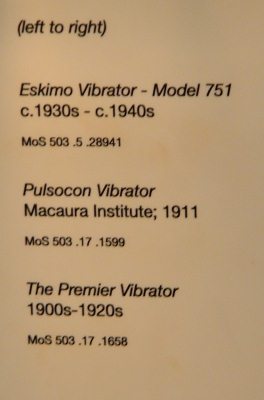 (left to right)
Eskimo Vibrator - Model 751
c.1930s - c.1940s
MoS 503 .5 .28941
Pulsocon Vibrator
Macaura Institute; 1911
MoS 503 .17 .1599
The Premier Vibrator
1900s-1920s
MoS 503 .17 .1658